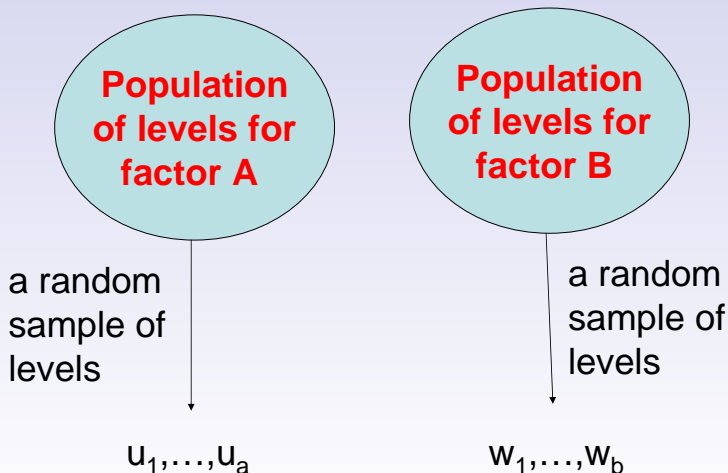 Population
of levels for
factor A
Population
of levels for
factor B
a random
sample of
levels
a random
sample of
levels
u₁,…,uₐ
w₁,…,w_b